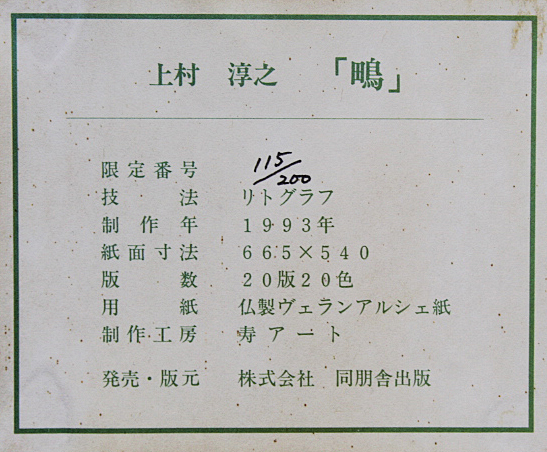 上村 淳之 「鴫」
限定番号 115/200
技法 リトグラフ
制作年 1993年
紙面寸法 665×540
版数 20版20色
用紙 仏製ヴェランアルシェ紙
制作工房 寿アート
発売・版元 株式会社 同朋舎出版